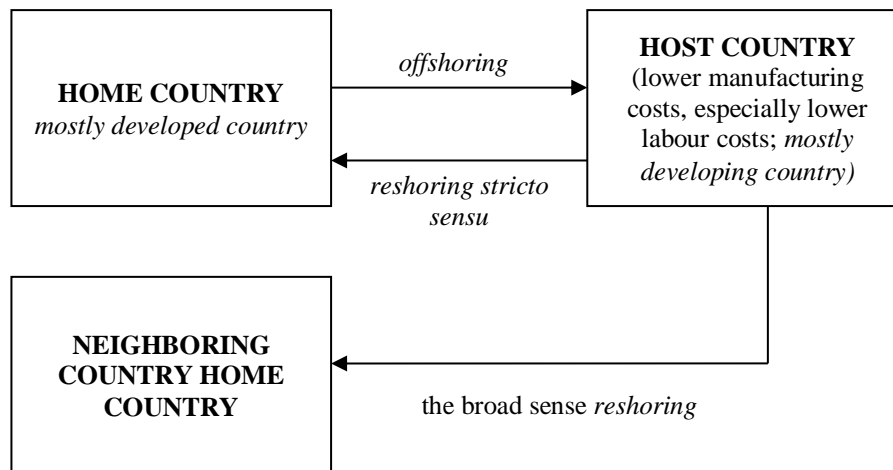 HOME COUNTRY
mostly developed country
offshoring
HOST COUNTRY
(lower manufacturing
costs, especially lower
labour costs; mostly
developing country)
reshoring stricto
sensu
NEIGHBORING
COUNTRY HOME
COUNTRY
the broad sense reshoring